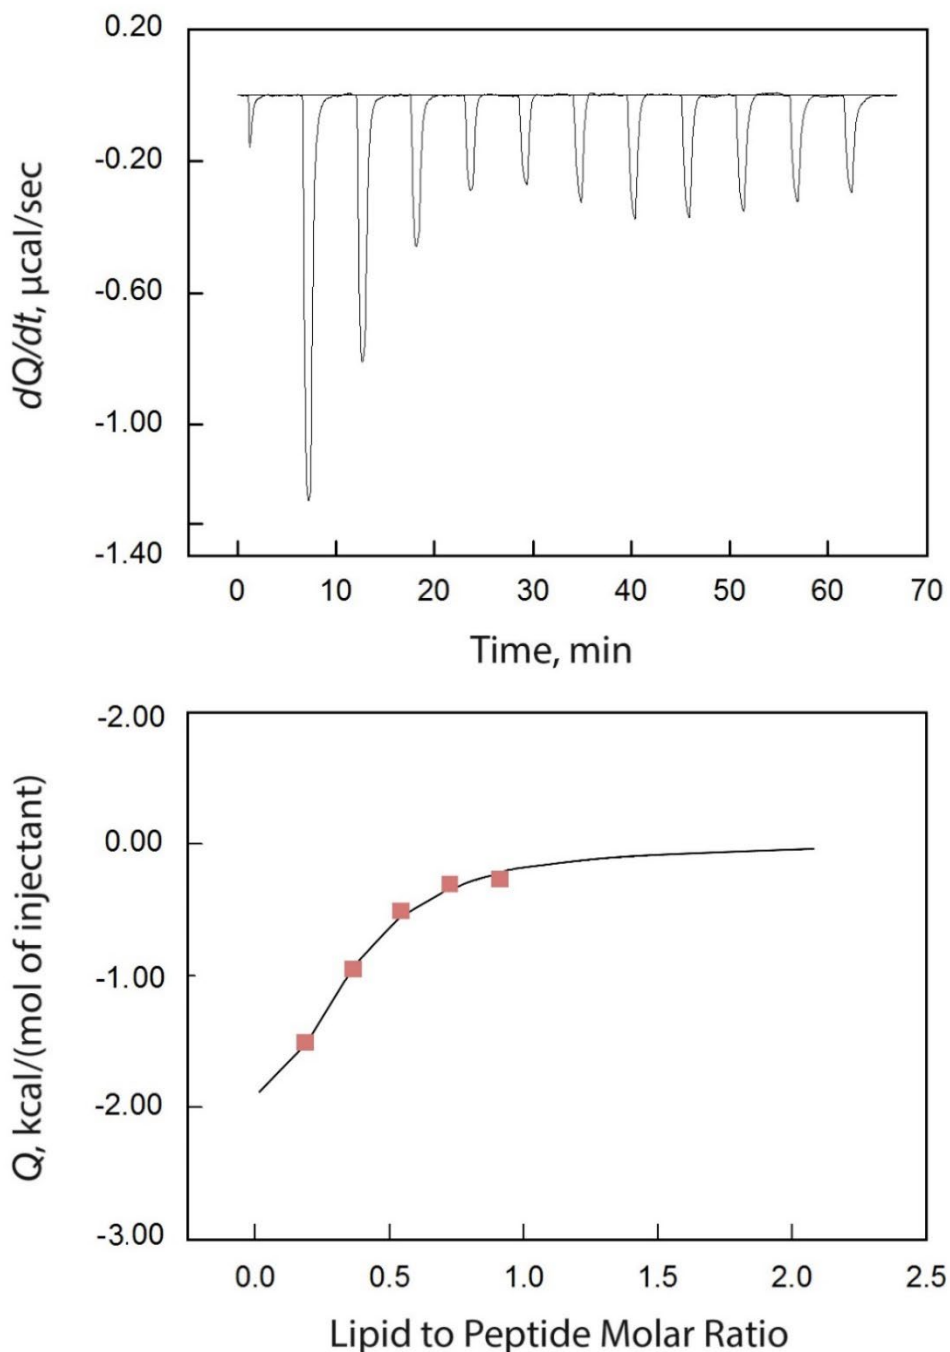 0.20
-0.20
-0.60
-1.00
-1.40
dQ/dt, µcal/sec
0 10 20 30 40 50 60 70
Time, min
-2.00
0.00
-1.00
-2.00
-3.00
Q, kcal/(mol of injectant)
0.0 0.5 1.0 1.5 2.0 2.5
Lipid to Peptide Molar Ratio